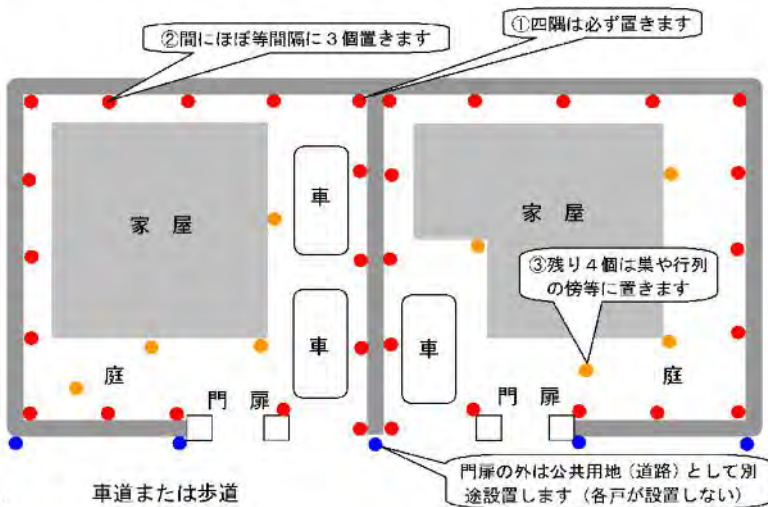 ②間にほぼ等間隔に3個置きます
①四隅は必ず置きます
家 屋
車
家 屋
③残り4個は巣や行列
の傍等に置きます
車
車
庭
門 扉
門 扉
庭
車道または歩道
門扉の外は公共用地(道路)として別
途設置します(各戸が設置しない)